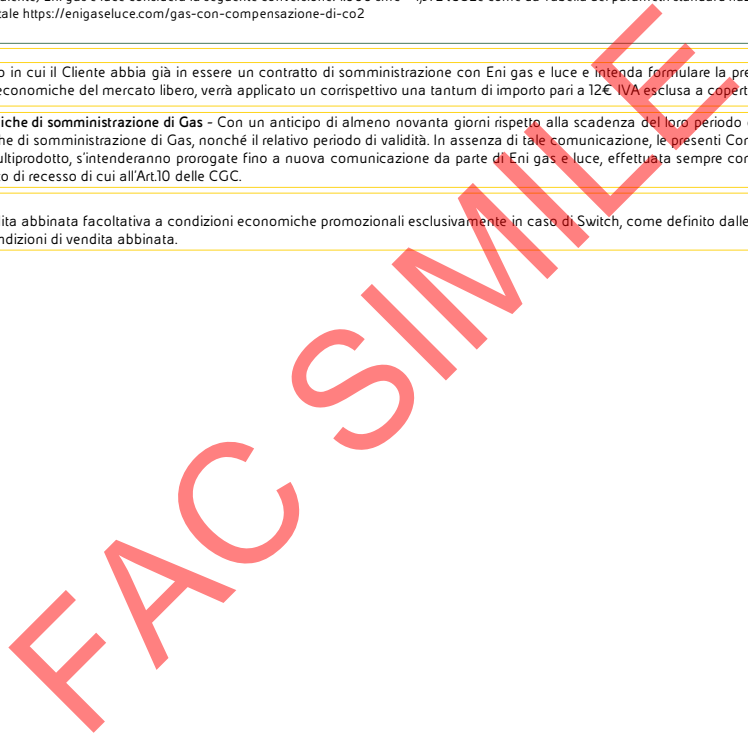 tale https://enigaseluce.com/gas-con-compensazione-di-co2
o in cui il Cliente abbia già in essere un contratto di somministrazione con Eni gas e luce e intenda formulare la pre
economiche del mercato libero, verrà applicato un corrispettivo una tantum di importo pari a 12€ IVA esclusa a copert
iche di somministrazione di Gas - Con un anticipo di almeno novanta giorni rispetto alla scadenza del loro periodo
he di somministrazione di Gas, nonché il relativo periodo di validità. In assenza di tale comunicazione, le presenti Con
ultiprodotto, s'intenderanno prorogate fino a nuova comunicazione da parte di Eni gas e luce, effettuata sempre con
to di recesso di cui all'Art.10 delle CGC.
ita abbinata facoltativa a condizioni economiche promozionali esclusivamente in caso di Switch, come definito dalle
ndizioni di vendita abbinata.
FAC SIMILE